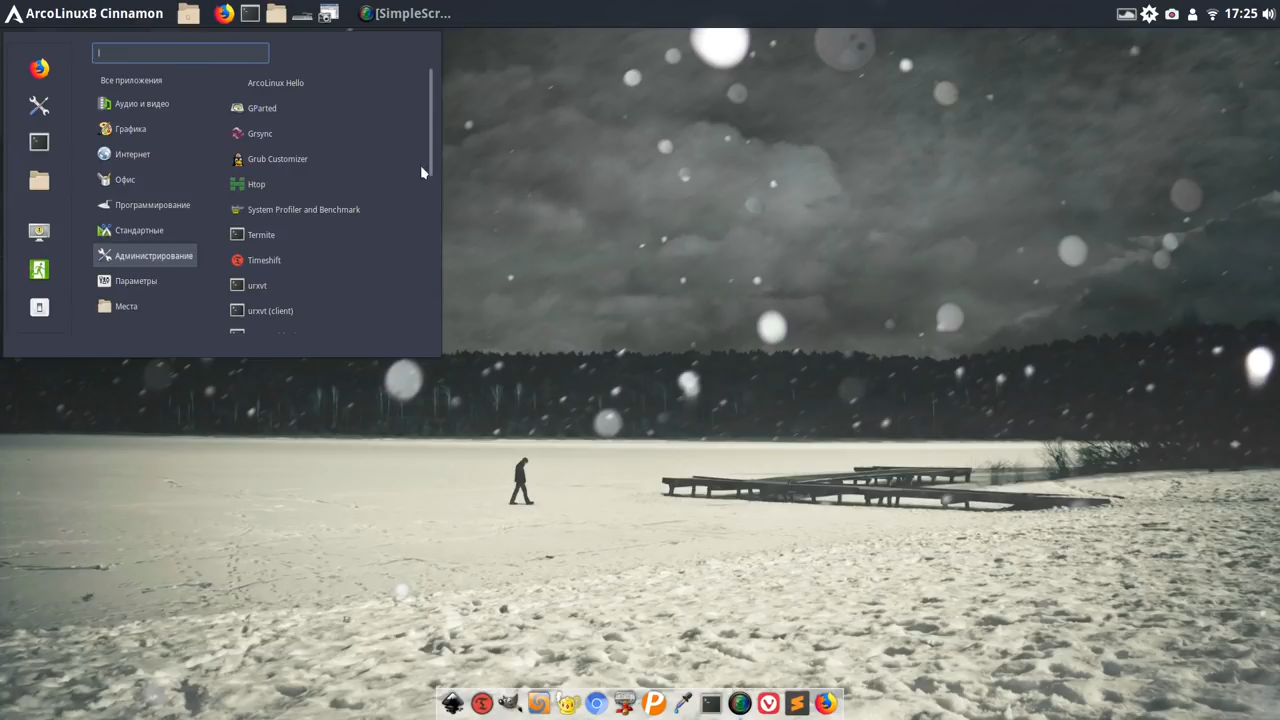 ArcoLinuxB Cinnamon
[SimpleScr...
17:25
Все приложения
Аудио и видео
Графика
Интернет
Офис
Программирование
Стандартные
Администрирование
Параметры
Места
ArcoLinux Hello
GParted
Grsync
Grub Customizer
Htop
System Profiler and Benchmark
Termite
Timeshift
urxvt
urxvt (client)